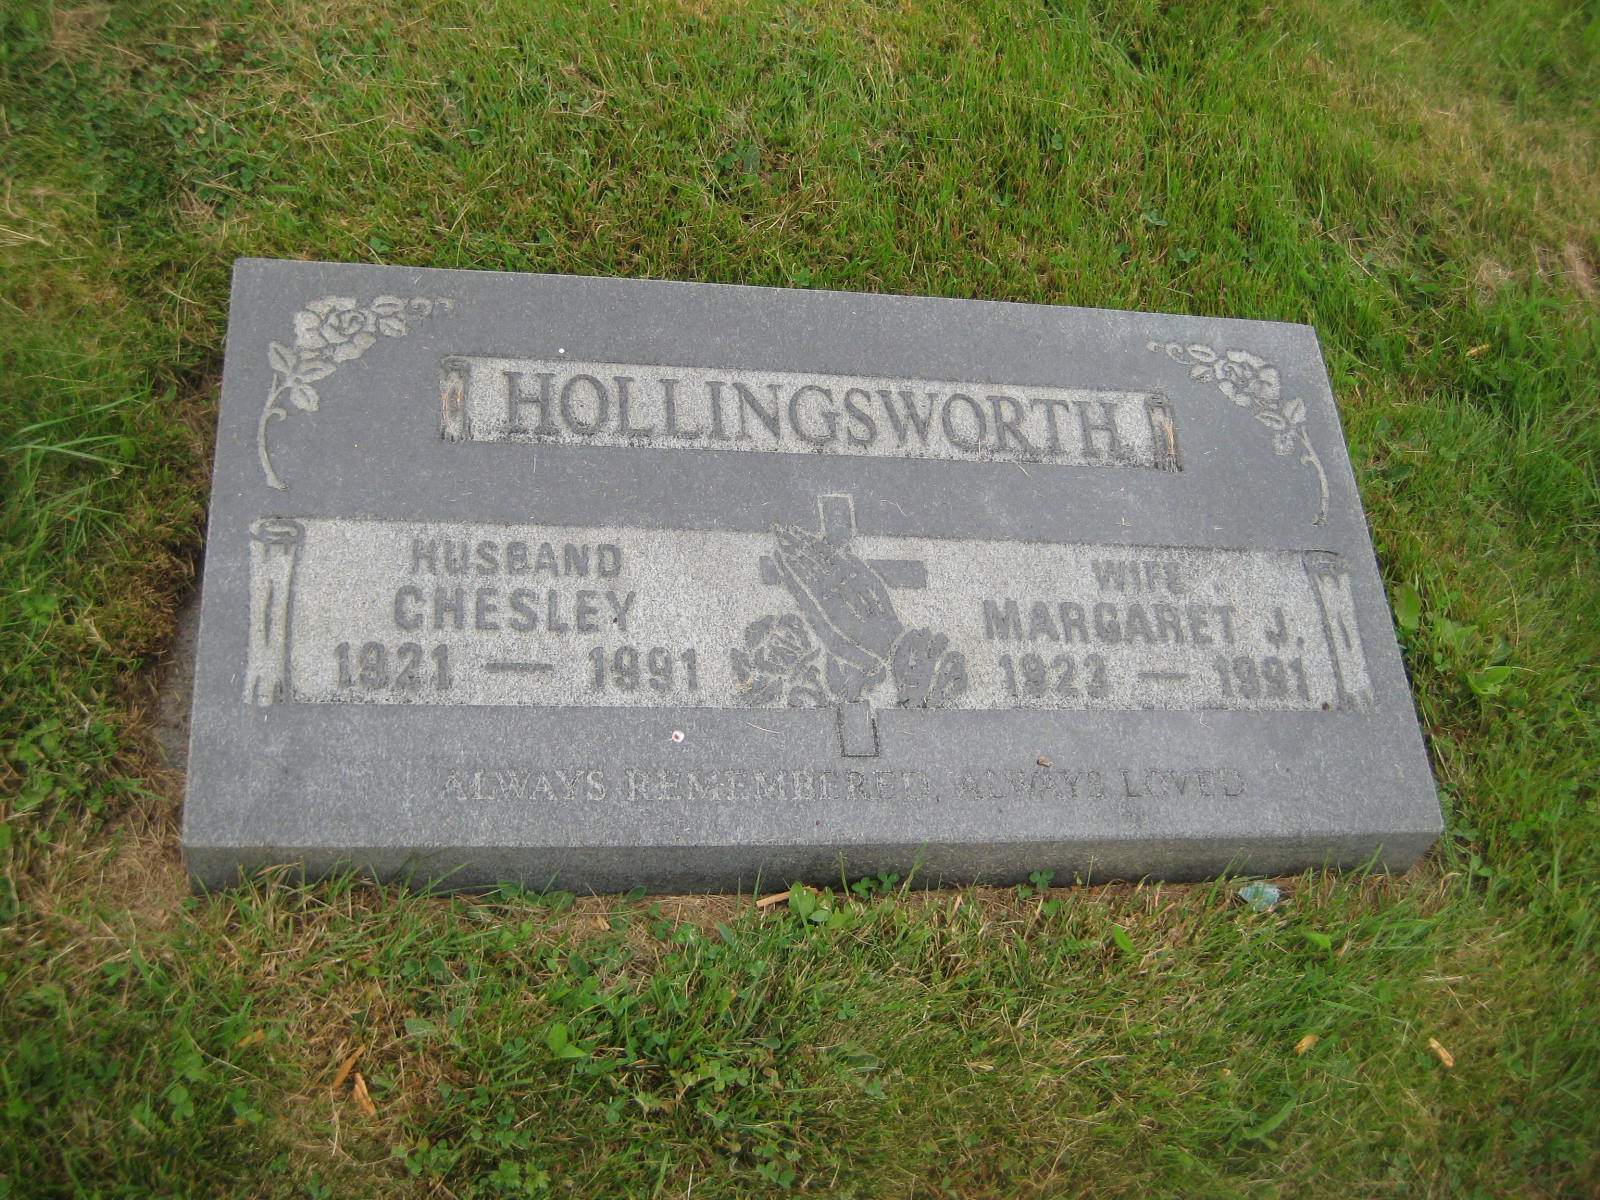 HOLLINGSWORTH
HUSBAND
CHESLEY
1921 — 1991
WIFE
MARGARET J.
1923 — 1991
ALWAYS REMEMBERED, ALWAYS LOVED